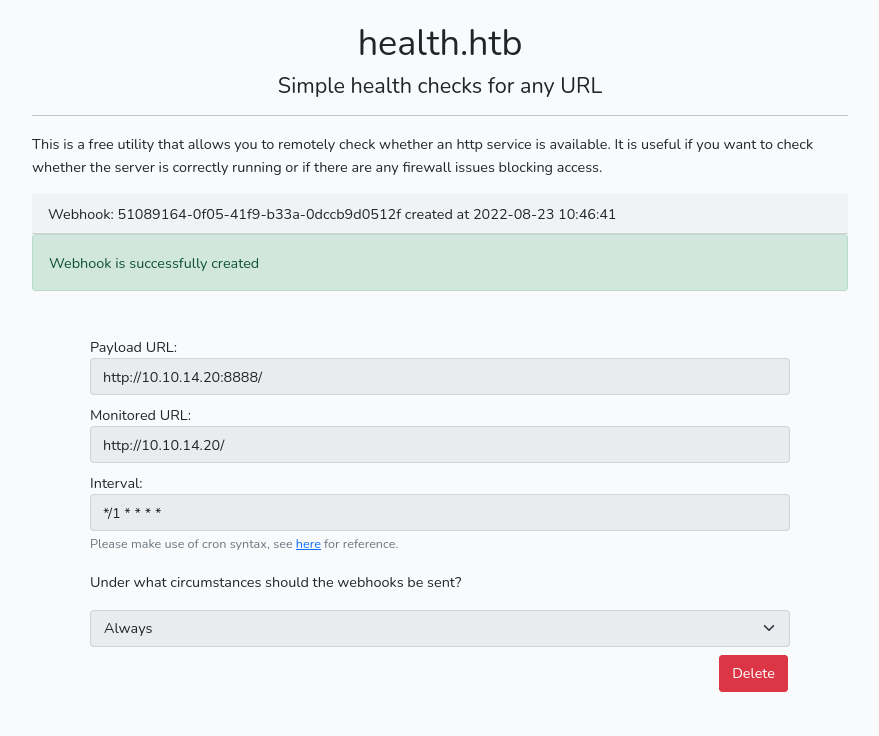 health.htb
Simple health checks for any URL
This is a free utility that allows you to remotely check whether an http service is available. It is useful if you want to check
whether the server is correctly running or if there are any firewall issues blocking access.
Webhook: 51089164-0f05-41f9-b33a-0dccb9d0512f created at 2022-08-23 10:46:41
Webhook is successfully created
Payload URL:
http://10.10.14.20:8888/
Monitored URL:
http://10.10.14.20/
Interval:
*/1 * * * *
Please make use of cron syntax, see here for reference.
Under what circumstances should the webhooks be sent?
Always
Delete